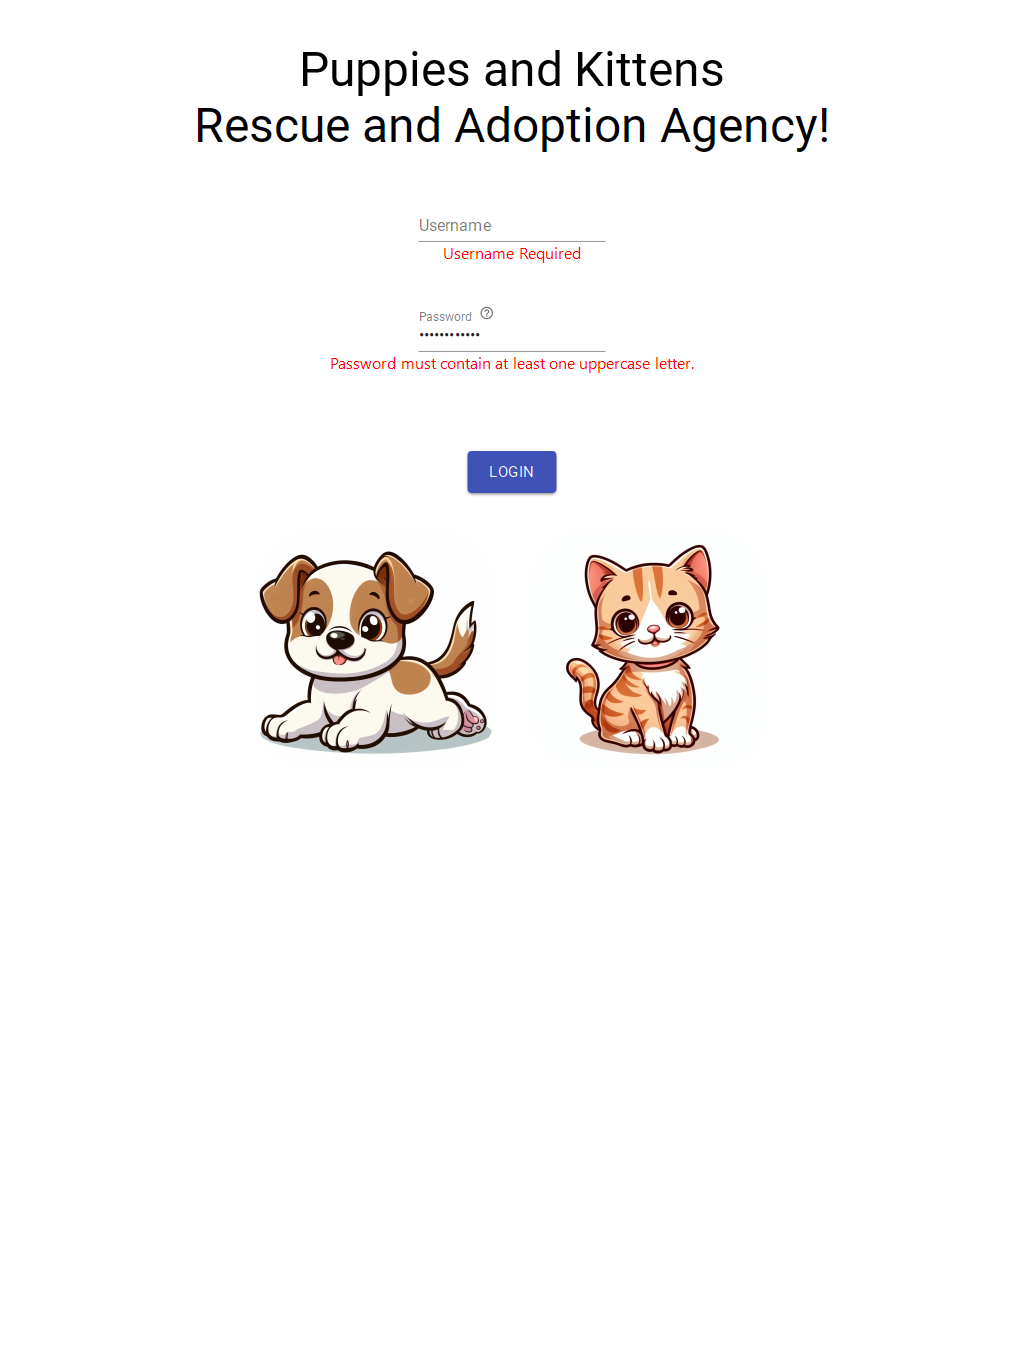 Puppies and Kittens
Rescue and Adoption Agency!
Username
Username Required
Password
••••••••••••
Password must contain at least one uppercase letter.
LOGIN